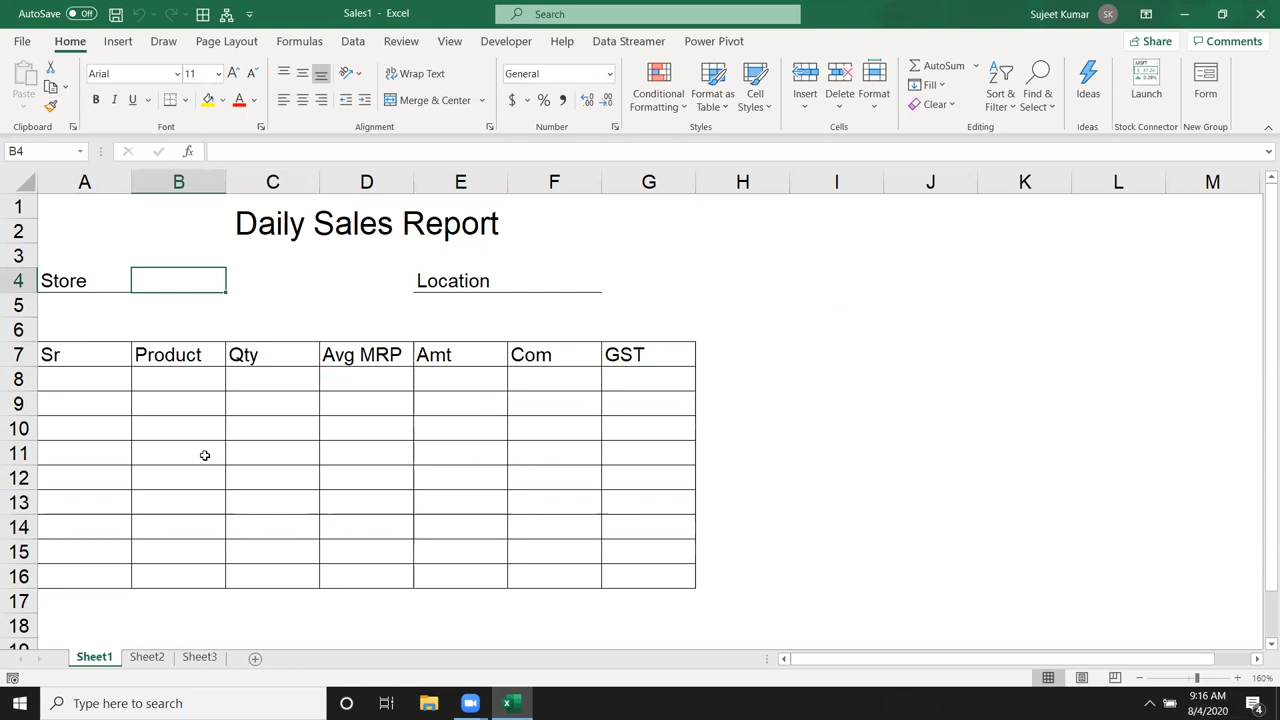 AutoSave Off
Sales1 - Excel
Search
Sujeet Kumar SK
File Home Insert Draw Page Layout Formulas Data Review View Developer Help Data Streamer Power Pivot Share Comments
Paste
Arial 11 A A
Wrap Text
General
Conditional Formatting
Format as Table
Cell Styles
Insert
Delete
Format
AutoSum
Fill
Clear
Sort & Filter
Find & Select
Ideas
Launch
Form
B I U A
Merge & Center
$ % ,
Clipboard Font Alignment Number Styles Cells Editing Ideas Stock Connector New Group
B4 fx
A B C D E F G H I J K L M
1
2 Daily Sales Report
3
4 Store Location
5
6
7 Sr Product Qty Avg MRP Amt Com GST
8
9
10
11
12
13
14
15
16
17
18
19
Sheet1 Sheet2 Sheet3
160%
Type here to search
9:16 AM
8/4/2020
4